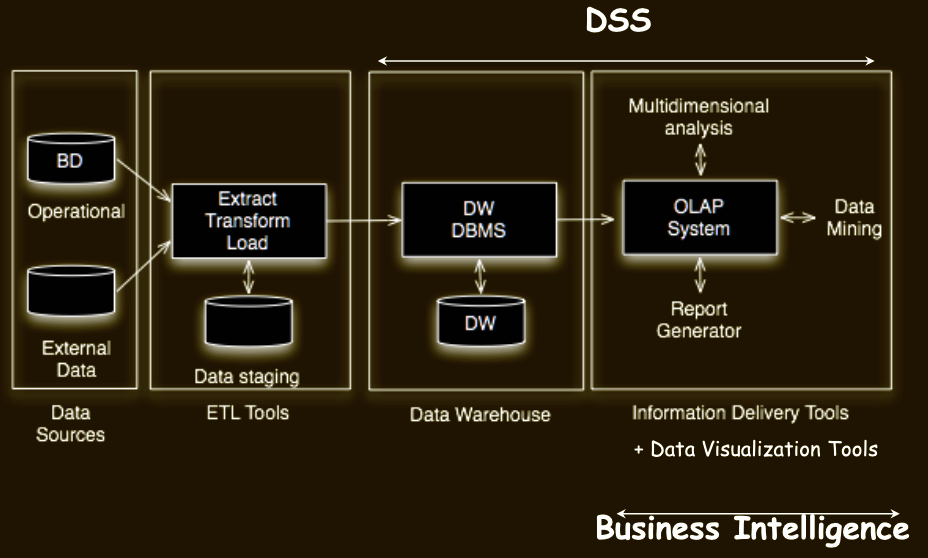 DSS
BD
Operational
External
Data
Data
Sources
Extract
Transform
Load
Data staging
ETL Tools
DW
DBMS
DW
Data Warehouse
Multidimensional
analysis
OLAP
System
Data
Mining
Report
Generator
Information Delivery Tools
+ Data Visualization Tools
Business Intelligence